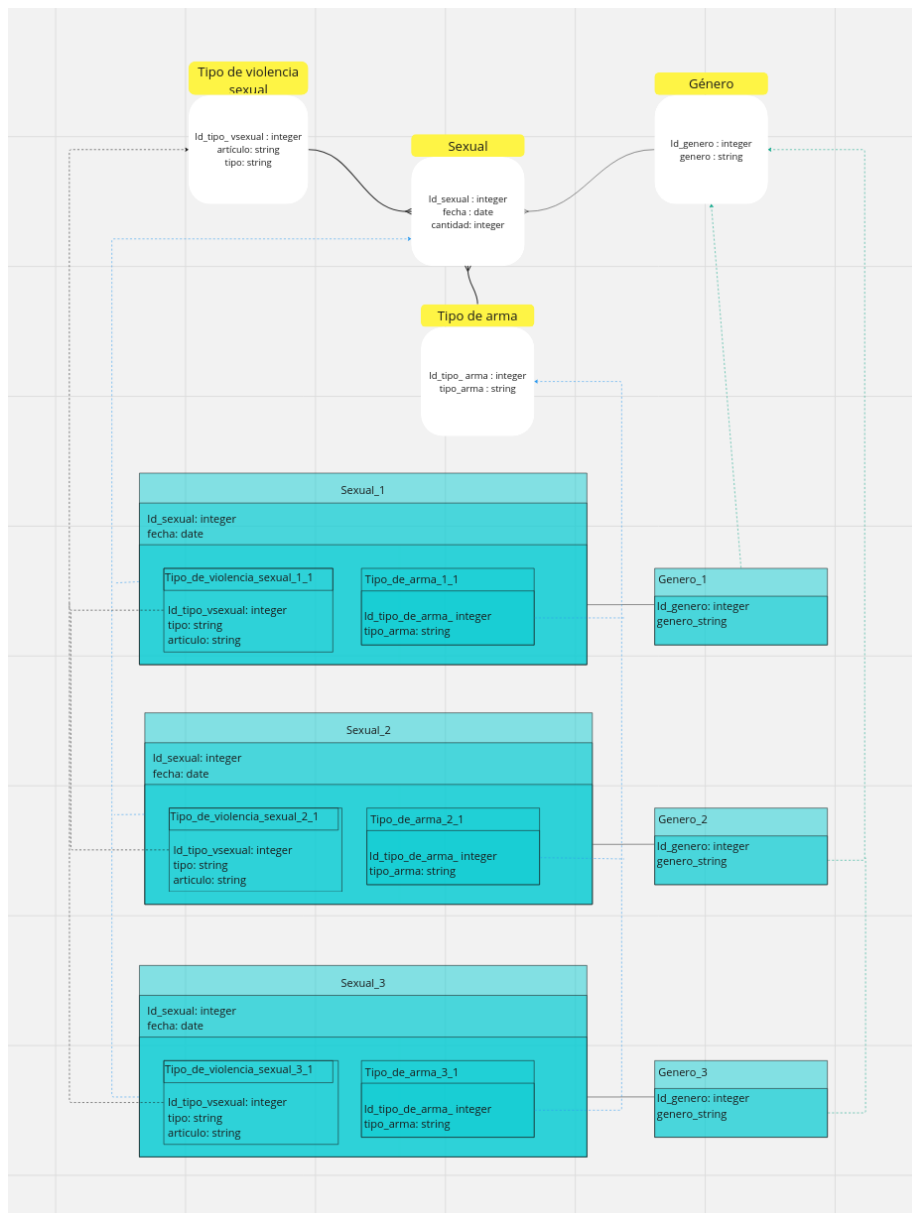 Tipo de violencia
sexual
Id_tipo_ vsexual : integer
artículo: string
tipo: string
Sexual
Id_sexual : integer
fecha : date
cantidad: integer
Género
Id_genero : integer
genero : string
Tipo de arma
Id_tipo_ arma : integer
tipo_arma : string
Sexual_1
Id_sexual: integer
fecha: date
Tipo_de_violencia_sexual_1_1
Id_tipo_vsexual: integer
tipo: string
articulo: string
Tipo_de_arma_1_1
Id_tipo_de_arma_ integer
tipo_arma: string
Genero_1
Id_genero: integer
genero_string
Sexual_2
Id_sexual: integer
fecha: date
Tipo_de_violencia_sexual_2_1
Id_tipo_vsexual: integer
tipo: string
articulo: string
Tipo_de_arma_2_1
Id_tipo_de_arma_ integer
tipo_arma: string
Genero_2
Id_genero: integer
genero_string
Sexual_3
Id_sexual: integer
fecha: date
Tipo_de_violencia_sexual_3_1
Id_tipo_vsexual: integer
tipo: string
articulo: string
Tipo_de_arma_3_1
Id_tipo_de_arma_ integer
tipo_arma: string
Genero_3
Id_genero: integer
genero_string